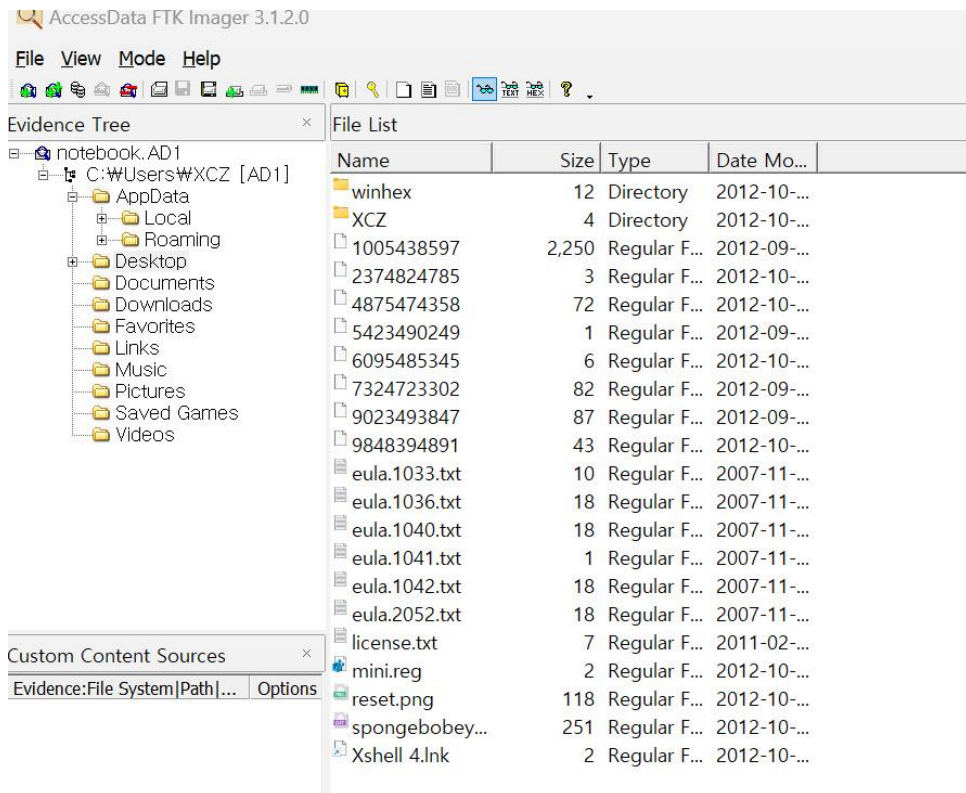 AccessData FTK Imager 3.1.2.0
File View Mode Help
Evidence Tree
notebook.AD1
C:₩Users₩XCZ [AD1]
AppData
Local
Roaming
Desktop
Documents
Downloads
Favorites
Links
Music
Pictures
Saved Games
Videos
Custom Content Sources
Evidence:File System|Path|... Options
File List
Name Size Type Date Mo...
winhex 12 Directory 2012-10-...
XCZ 4 Directory 2012-10-...
1005438597 2,250 Regular F... 2012-09-...
2374824785 3 Regular F... 2012-10-...
4875474358 72 Regular F... 2012-10-...
5423490249 1 Regular F... 2012-09-...
6095485345 6 Regular F... 2012-10-...
7324723302 82 Regular F... 2012-09-...
9023493847 87 Regular F... 2012-09-...
9848394891 43 Regular F... 2012-10-...
eula.1033.txt 10 Regular F... 2007-11-...
eula.1036.txt 18 Regular F... 2007-11-...
eula.1040.txt 18 Regular F... 2007-11-...
eula.1041.txt 1 Regular F... 2007-11-...
eula.1042.txt 18 Regular F... 2007-11-...
eula.2052.txt 18 Regular F... 2007-11-...
license.txt 7 Regular F... 2011-02-...
mini.reg 2 Regular F... 2012-10-...
reset.png 118 Regular F... 2012-10-...
spongebobey... 251 Regular F... 2012-10-...
Xshell 4.lnk 2 Regular F... 2012-10-...